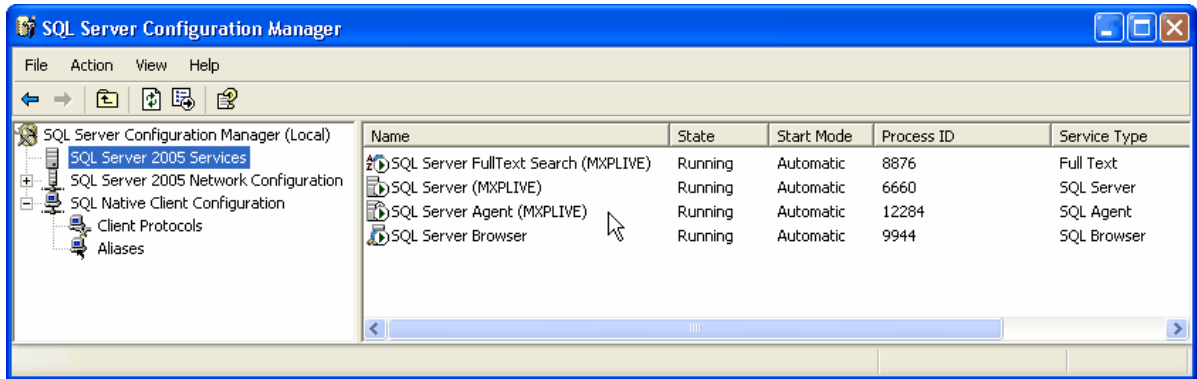 SQL Server Configuration Manager
File Action View Help
SQL Server Configuration Manager (Local)
SQL Server 2005 Services
SQL Server 2005 Network Configuration
SQL Native Client Configuration
Client Protocols
Aliases
Name State Start Mode Process ID Service Type
SQL Server FullText Search (MXPLIVE) Running Automatic 8876 Full Text
SQL Server (MXPLIVE) Running Automatic 6660 SQL Server
SQL Server Agent (MXPLIVE) Running Automatic 12284 SQL Agent
SQL Server Browser Running Automatic 9944 SQL Browser